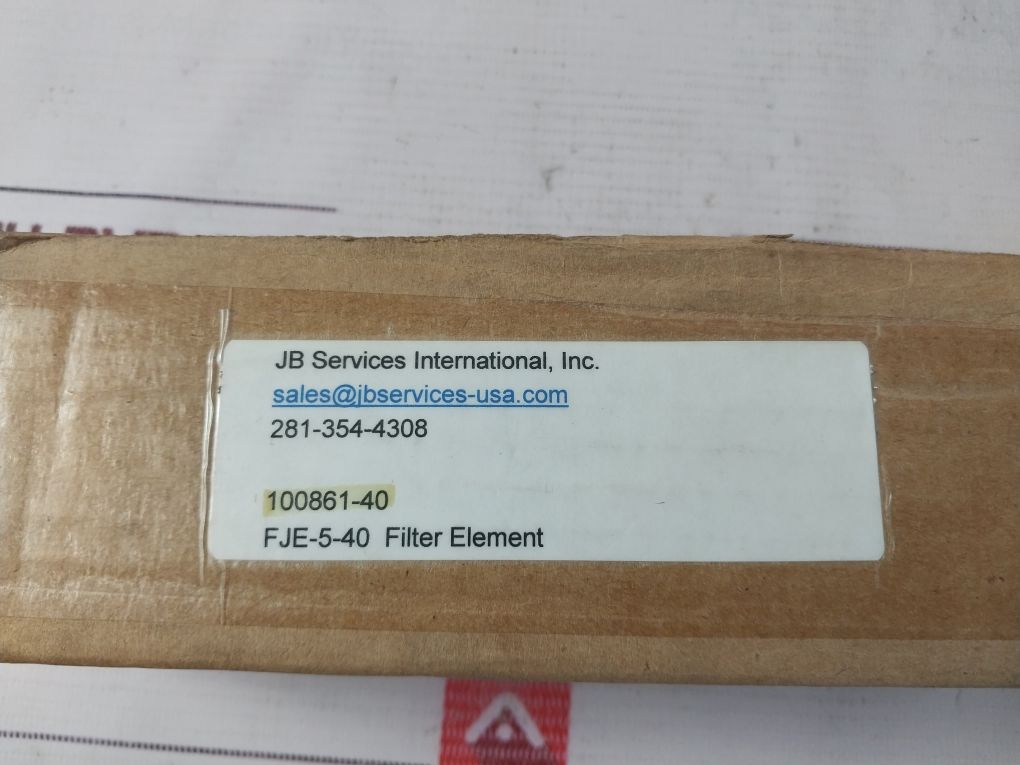 JB Services International, Inc.
sales@jbservices-usa.com
281-354-4308
100861-40
FJE-5-40 Filter Element